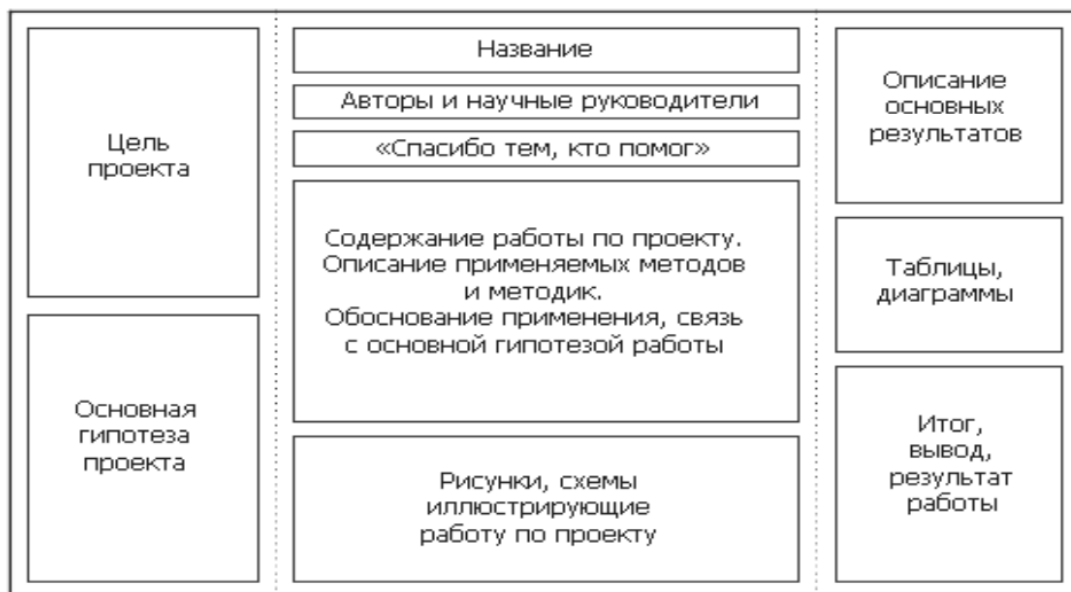 Цель
проекта
Основная
гипотеза
проекта
Название
Авторы и научные руководители
«Спасибо тем, кто помог»
Содержание работы по проекту.
Описание применяемых методов
и методик.
Обоснование применения, связь
с основной гипотезой работы
Рисунки, схемы
иллюстрирующие
работу по проекту
Описание
основных
результатов
Таблицы,
диаграммы
Итог,
вывод,
результат
работы